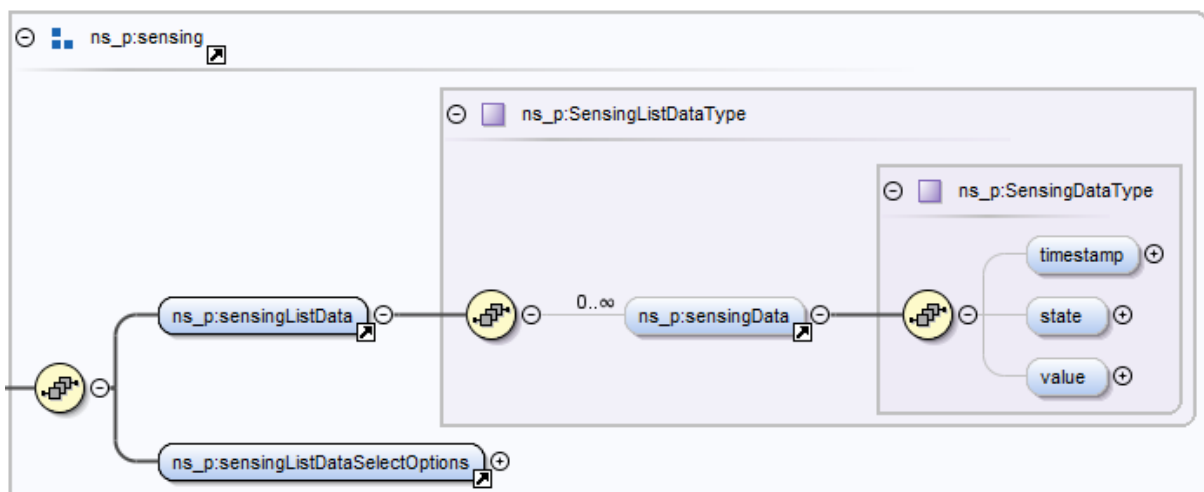 ns_p:sensing
ns_p:SensingListDataType
ns_p:SensingDataType
timestamp
ns_p:sensingListData
0..∞
ns_p:sensingData
state
value
ns_p:sensingListDataSelectOptions